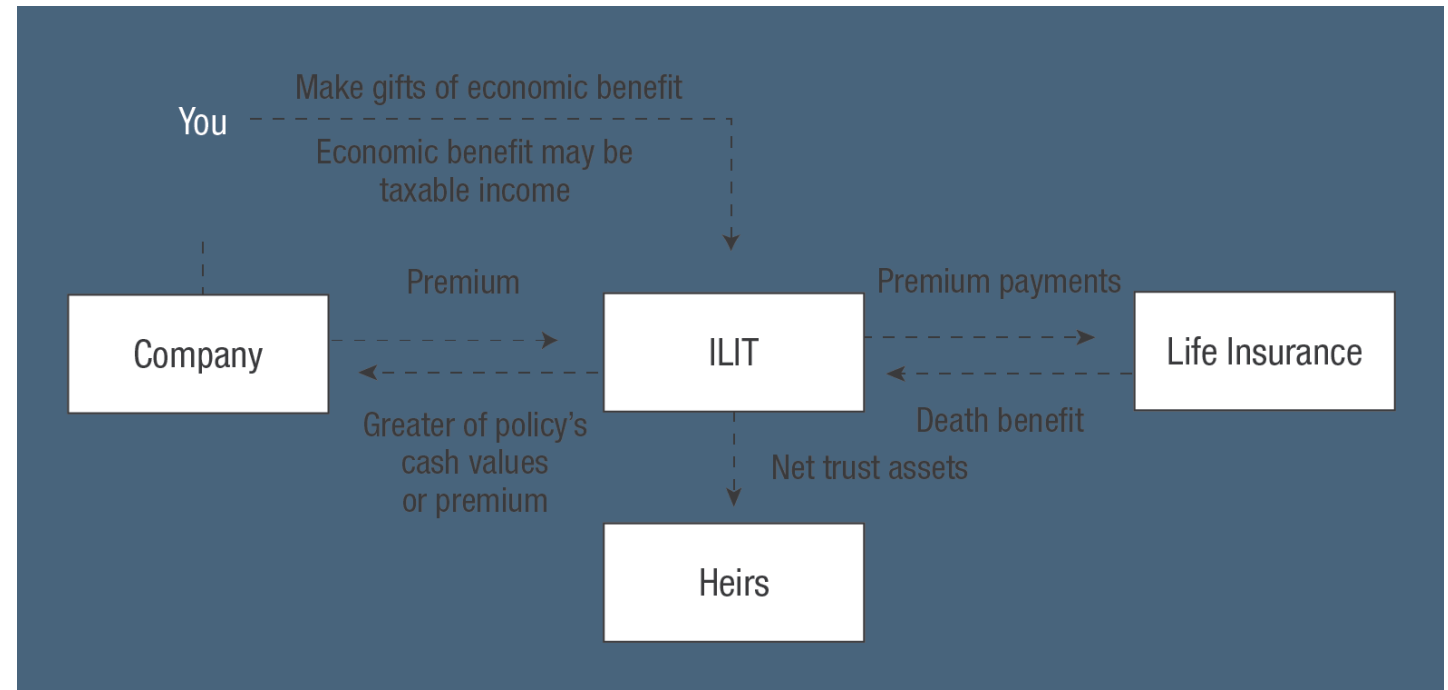 Make gifts of economic benefit
You
Economic benefit may be
taxable income
Premium
Premium payments
Company
ILIT
Life Insurance
Greater of policy's
cash values
or premium
Death benefit
Net trust assets
Heirs